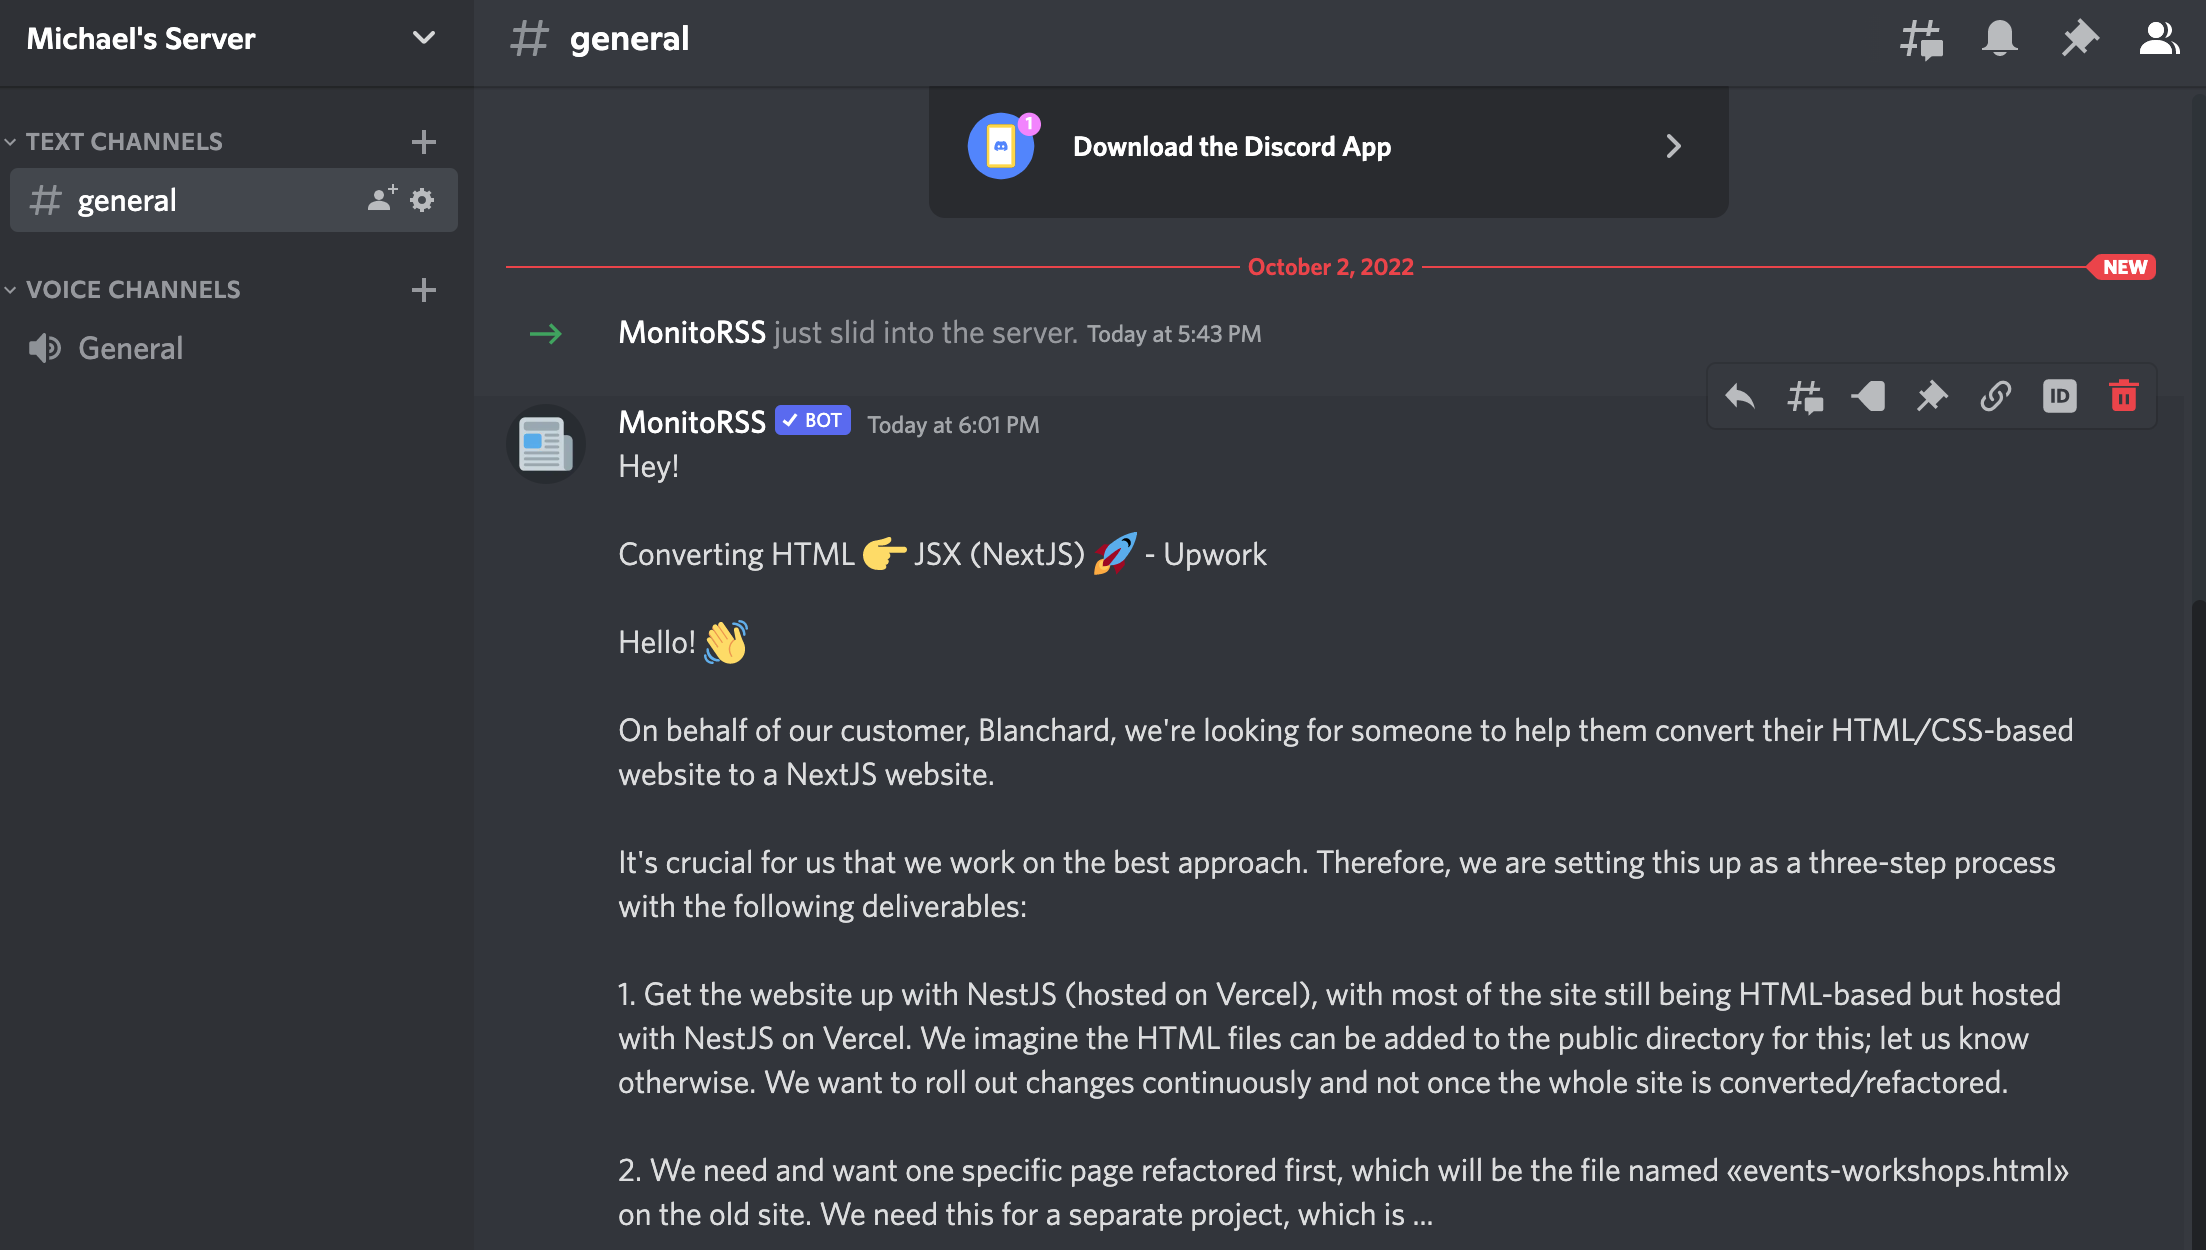 Michael's Server
TEXT CHANNELS
general
VOICE CHANNELS
General
general
1
Download the Discord App
October 2, 2022
NEW
MonitoRSS just slid into the server. Today at 5:43 PM
ID
MonitoRSS BOT Today at 6:01 PM
Hey!
Converting HTML 👉 JSX (NextJS) 🚀 - Upwork
Hello! 👋
On behalf of our customer, Blanchard, we're looking for someone to help them convert their HTML/CSS-based
website to a NextJS website.
It's crucial for us that we work on the best approach. Therefore, we are setting this up as a three-step process
with the following deliverables:
1. Get the website up with NestJS (hosted on Vercel), with most of the site still being HTML-based but hosted
with NestJS on Vercel. We imagine the HTML files can be added to the public directory for this; let us know
otherwise. We want to roll out changes continuously and not once the whole site is converted/refactored.
2. We need and want one specific page refactored first, which will be the file named «events-workshops.html»
on the old site. We need this for a separate project, which is ...